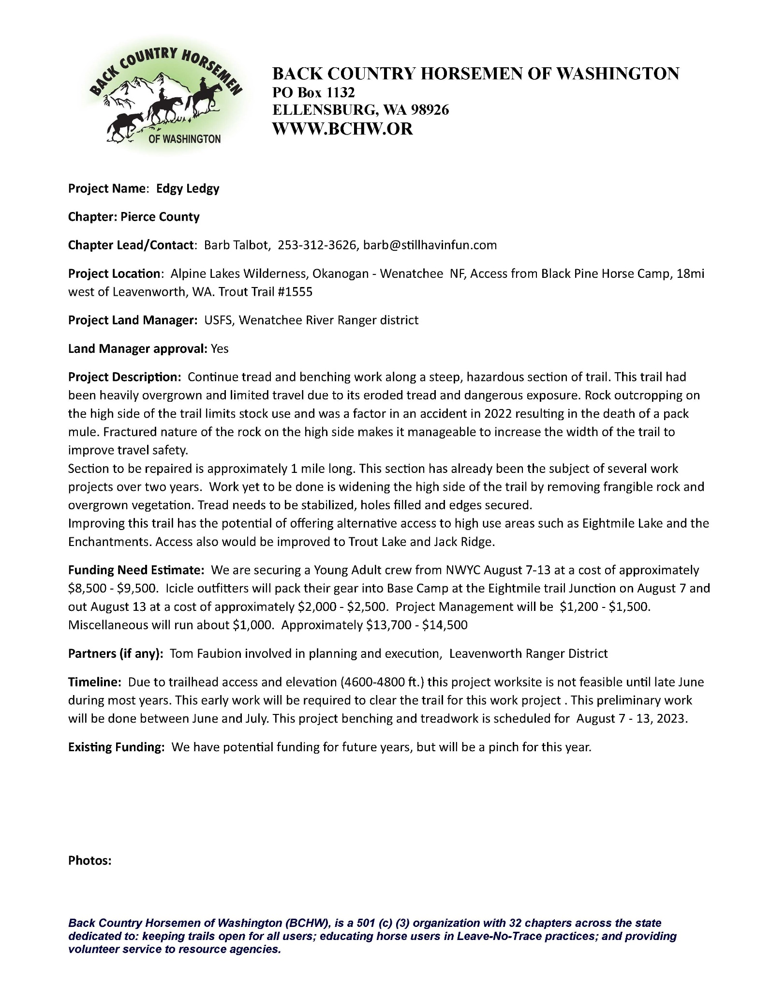 BACK COUNTRY HORSEMEN
OF WASHINGTON
BACK COUNTRY HORSEMEN OF WASHINGTON
PO Box 1132
ELLENSBURG, WA 98926
WWW.BCHW.OR
Project Name:  Edgy Ledgy
Chapter: Pierce County
Chapter Lead/Contact:  Barb Talbot,  253-312-3626, barb@stillhavinfun.com
Project Location:  Alpine Lakes Wilderness, Okanogan - Wenatchee  NF, Access from Black Pine Horse Camp, 18mi
west of Leavenworth, WA. Trout Trail #1555
Project Land Manager:  USFS, Wenatchee River Ranger district
Land Manager approval: Yes
Project Description:  Continue tread and benching work along a steep, hazardous section of trail. This trail had
been heavily overgrown and limited travel due to its eroded tread and dangerous exposure. Rock outcropping on
the high side of the trail limits stock use and was a factor in an accident in 2022 resulting in the death of a pack
mule. Fractured nature of the rock on the high side makes it manageable to increase the width of the trail to
improve travel safety.
Section to be repaired is approximately 1 mile long. This section has already been the subject of several work
projects over two years.  Work yet to be done is widening the high side of the trail by removing frangible rock and
overgrown vegetation. Tread needs to be stabilized, holes filled and edges secured.
Improving this trail has the potential of offering alternative access to high use areas such as Eightmile Lake and the
Enchantments. Access also would be improved to Trout Lake and Jack Ridge.
Funding Need Estimate:  We are securing a Young Adult crew from NWYC August 7-13 at a cost of approximately
$8,500 - $9,500.  Icicle outfitters will pack their gear into Base Camp at the Eightmile trail Junction on August 7 and
out August 13 at a cost of approximately $2,000 - $2,500.  Project Management will be  $1,200 - $1,500.
Miscellaneous will run about $1,000.  Approximately $13,700 - $14,500
Partners (if any):  Tom Faubion involved in planning and execution,  Leavenworth Ranger District
Timeline:  Due to trailhead access and elevation (4600-4800 ft.) this project worksite is not feasible until late June
during most years. This early work will be required to clear the trail for this work project . This preliminary work
will be done between June and July. This project benching and treadwork is scheduled for  August 7 - 13, 2023.
Existing Funding:  We have potential funding for future years, but will be a pinch for this year.
Photos:
Back Country Horsemen of Washington (BCHW), is a 501 (c) (3) organization with 32 chapters across the state
dedicated to: keeping trails open for all users; educating horse users in Leave-No-Trace practices; and providing
volunteer service to resource agencies.